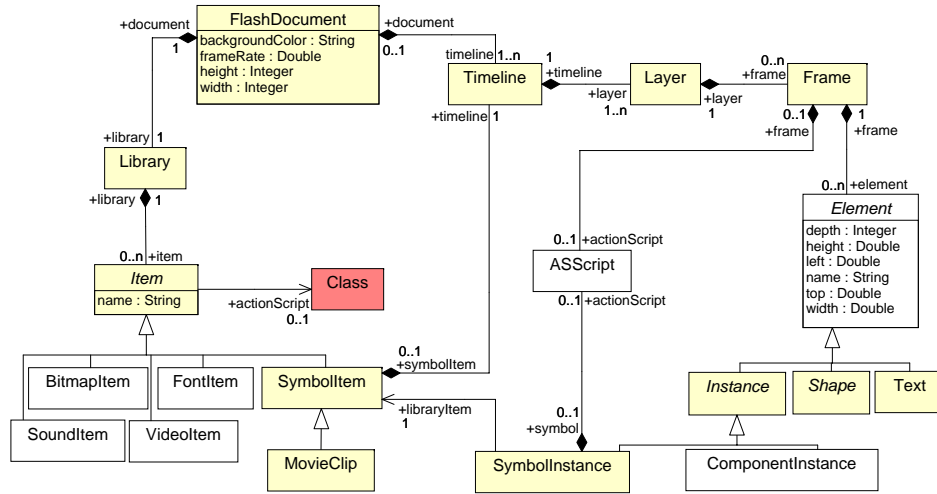 FlashDocument
backgroundColor : String
frameRate : Double
height : Integer
width : Integer
+document
1
+document
0..1
timeline
1..n
Timeline
1
+timeline
+layer
1..n
Layer
+layer
1
0..n
+frame
Frame
+timeline
1
0..1
+frame
1
+frame
+library
1
Library
+library
1
0..n
+item
Item
name : String
+actionScript
0..1
Class
0..1
+actionScript
ASScript
0..1
+actionScript
0..n
+element
Element
depth : Integer
height : Double
left : Double
name : String
top : Double
width : Double
BitmapItem
FontItem
SymbolItem
0..1
+symbolItem
SoundItem
VideoItem
+libraryItem
1
MovieClip
0..1
+symbol
SymbolInstance
Instance
Shape
Text
ComponentInstance